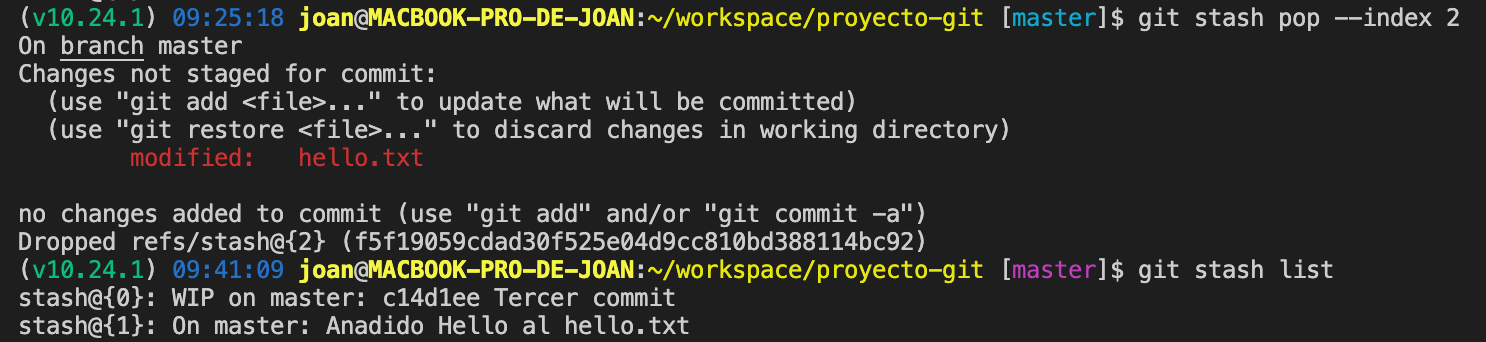 (v10.24.1) 09:25:18 joan@MACBOOK-PRO-DE-JOAN:~/workspace/proyecto-git [master]$ git stash pop --index 2
On branch master
Changes not staged for commit:
  (use "git add <file>..." to update what will be committed)
  (use "git restore <file>..." to discard changes in working directory)
        modified:   hello.txt

no changes added to commit (use "git add" and/or "git commit -a")
Dropped refs/stash@{2} (f5f19059cdad30f525e04d9cc810bd388114bc92)
(v10.24.1) 09:41:09 joan@MACBOOK-PRO-DE-JOAN:~/workspace/proyecto-git [master]$ git stash list
stash@{0}: WIP on master: c14d1ee Tercer commit
stash@{1}: On master: Anadido Hello al hello.txt